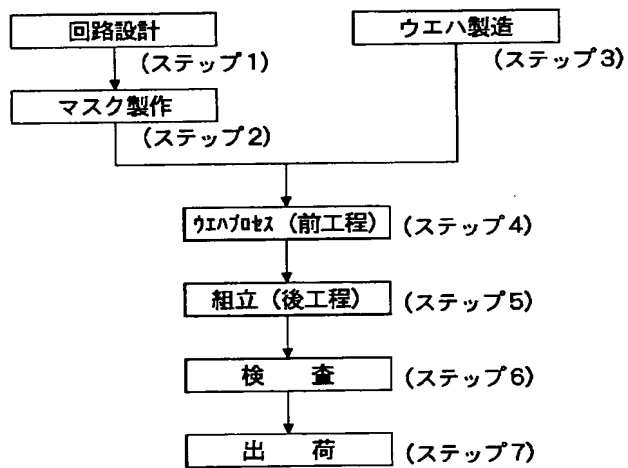 回路設計
(ステップ1)
ウエハ製造
(ステップ3)
マスク製作
(ステップ2)
ｳｴﾊﾌﾟﾛｾｽ (前工程)
(ステップ4)
組立 (後工程)
(ステップ5)
検　査
(ステップ6)
出　荷
(ステップ7)